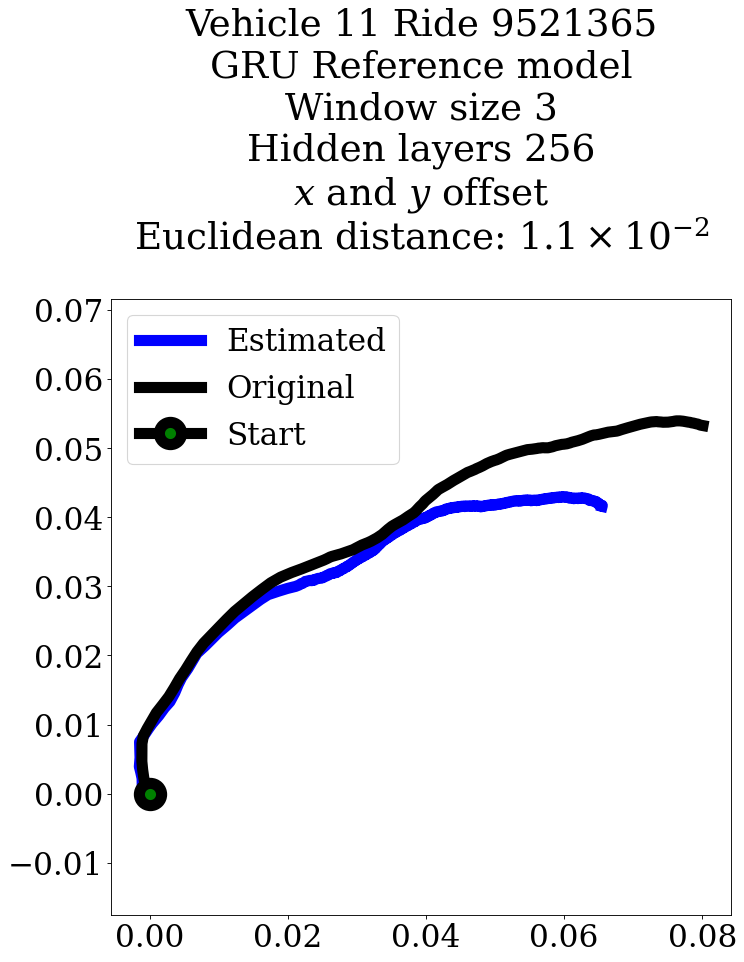 Vehicle 11 Ride 9521365
GRU Reference model
Window size 3
Hidden layers 256
x and y offset
Euclidean distance: 1.1 × 10⁻²
0.07
0.06
0.05
0.04
0.03
0.02
0.01
0.00
−0.01
Estimated
Original
Start
0.00 0.02 0.04 0.06 0.08